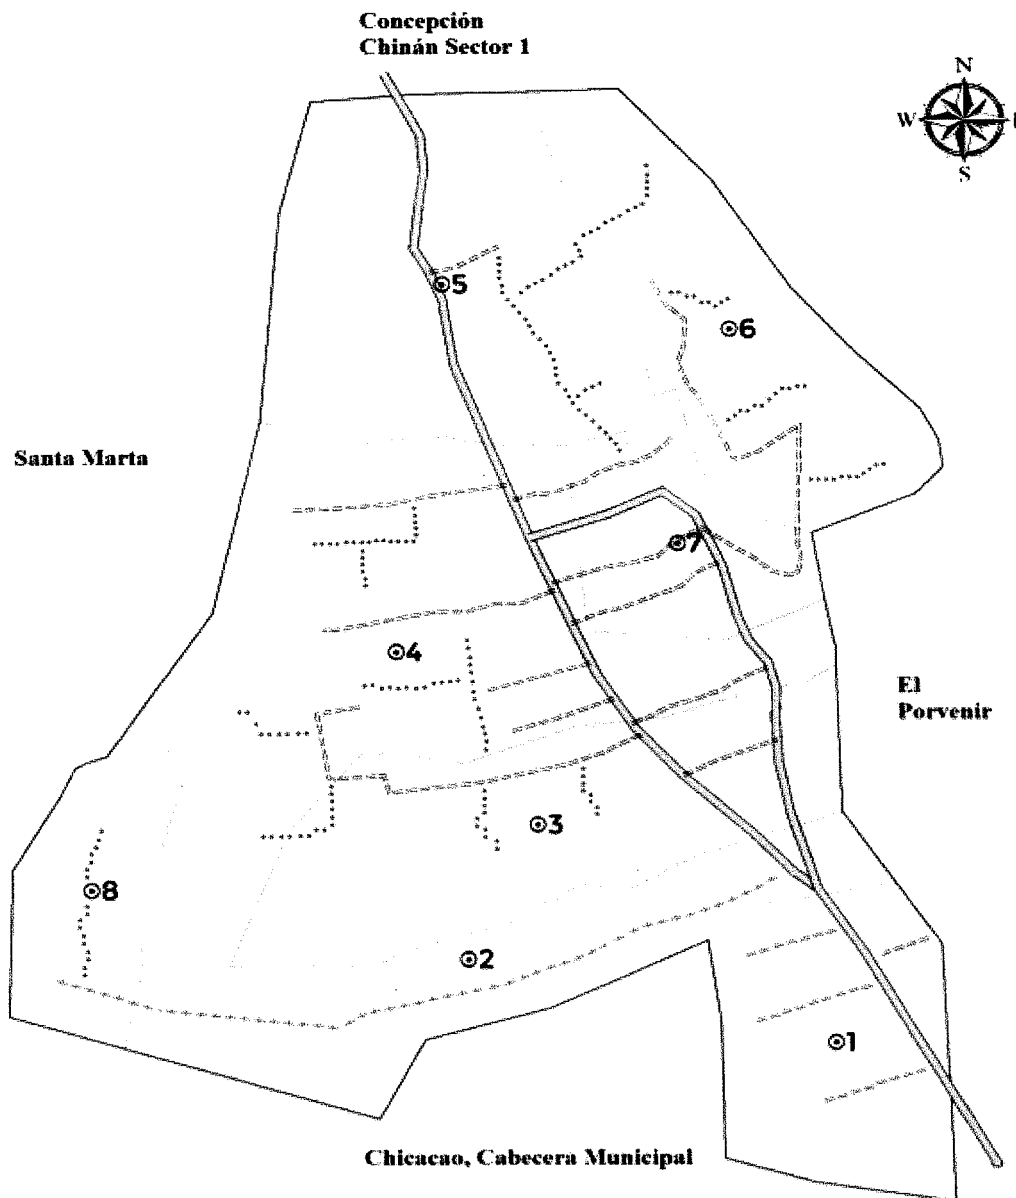 Concepción
Chinán Sector 1
N
W
S
5
6
Santa Marta
7
4
El
Porvenir
3
8
2
1
Chicacao, Cabecera Municipal